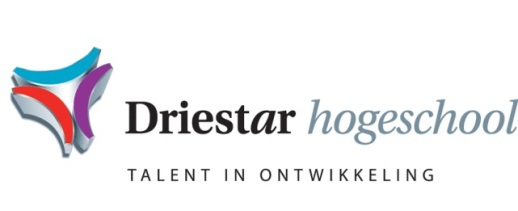 Driestar hogeschool
TALENT IN ONTWIKKELING